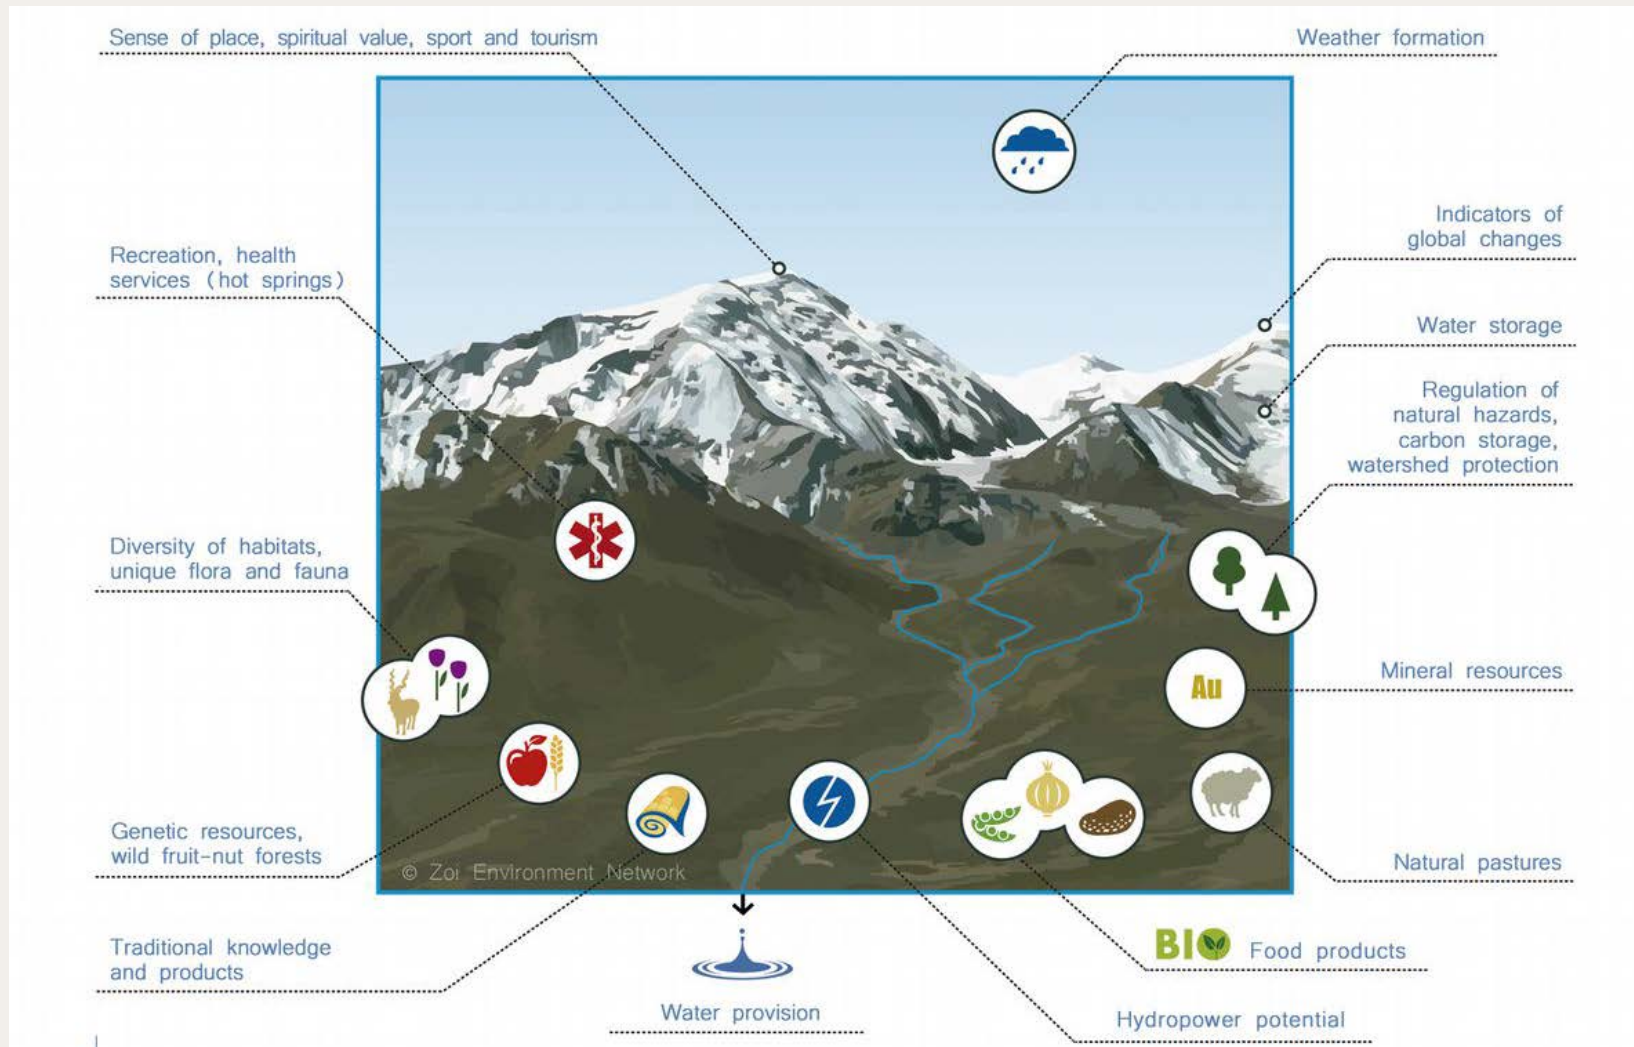 Sense of place, spiritual value, sport and tourism
Weather formation
Indicators of
global changes
Recreation, health
services (hot springs)
Water storage
Regulation of
natural hazards,
carbon storage,
watershed protection
Diversity of habitats,
unique flora and fauna
Au
Mineral resources
Genetic resources,
wild fruit-nut forests
Natural pastures
© Zoi Environment Network
Traditional knowledge
and products
BIO Food products
Water provision
Hydropower potential